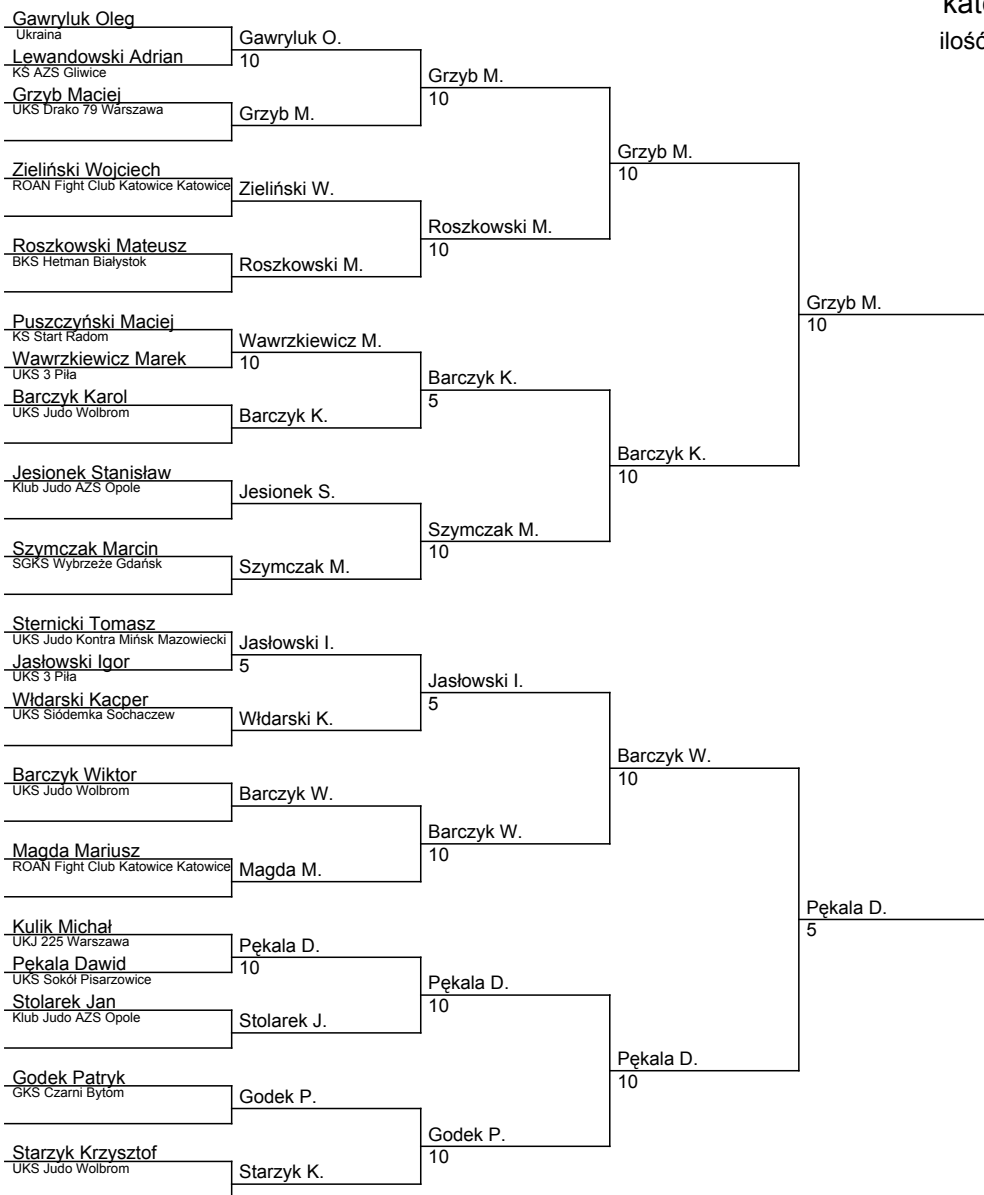 kate
ilość
Gawryluk Oleg
Ukraina
Lewandowski Adrian
KS AZS Gliwice
Grzyb Maciej
UKS Drako 79 Warszawa
Zieliński Wojciech
ROAN Fight Club Katowice Katowice
Roszkowski Mateusz
BKS Hetman Białystok
Puszczyński Maciej
KS Start Radom
Wawrzkiewicz Marek
UKS 3 Piła
Barczyk Karol
UKS Judo Wolbrom
Jesionek Stanisław
Klub Judo AZS Opole
Szymczak Marcin
SGKS Wybrzeże Gdańsk
Sternicki Tomasz
UKS Judo Kontra Mińsk Mazowiecki
Jasłowski Igor
UKS 3 Piła
Włdarski Kacper
UKS Siódemka Sochaczew
Barczyk Wiktor
UKS Judo Wolbrom
Magda Mariusz
ROAN Fight Club Katowice Katowice
Kulik Michał
UKJ 225 Warszawa
Pękala Dawid
UKS Sokół Pisarzowice
Stolarek Jan
Klub Judo AZS Opole
Godek Patryk
GKS Czarni Bytom
Starzyk Krzysztof
UKS Judo Wolbrom
Gawryluk O.
10
Grzyb M.
Zieliński W.
Roszkowski M.
Wawrzkiewicz M.
10
Barczyk K.
Jesionek S.
Szymczak M.
Jasłowski I.
5
Włdarski K.
Barczyk W.
Magda M.
Pękala D.
10
Stolarek J.
Godek P.
Starzyk K.
Grzyb M.
10
Roszkowski M.
10
Barczyk K.
5
Szymczak M.
10
Jasłowski I.
5
Barczyk W.
10
Pękala D.
10
Godek P.
10
Grzyb M.
10
Barczyk K.
10
Barczyk W.
10
Pękala D.
10
Grzyb M.
10
Pękala D.
5